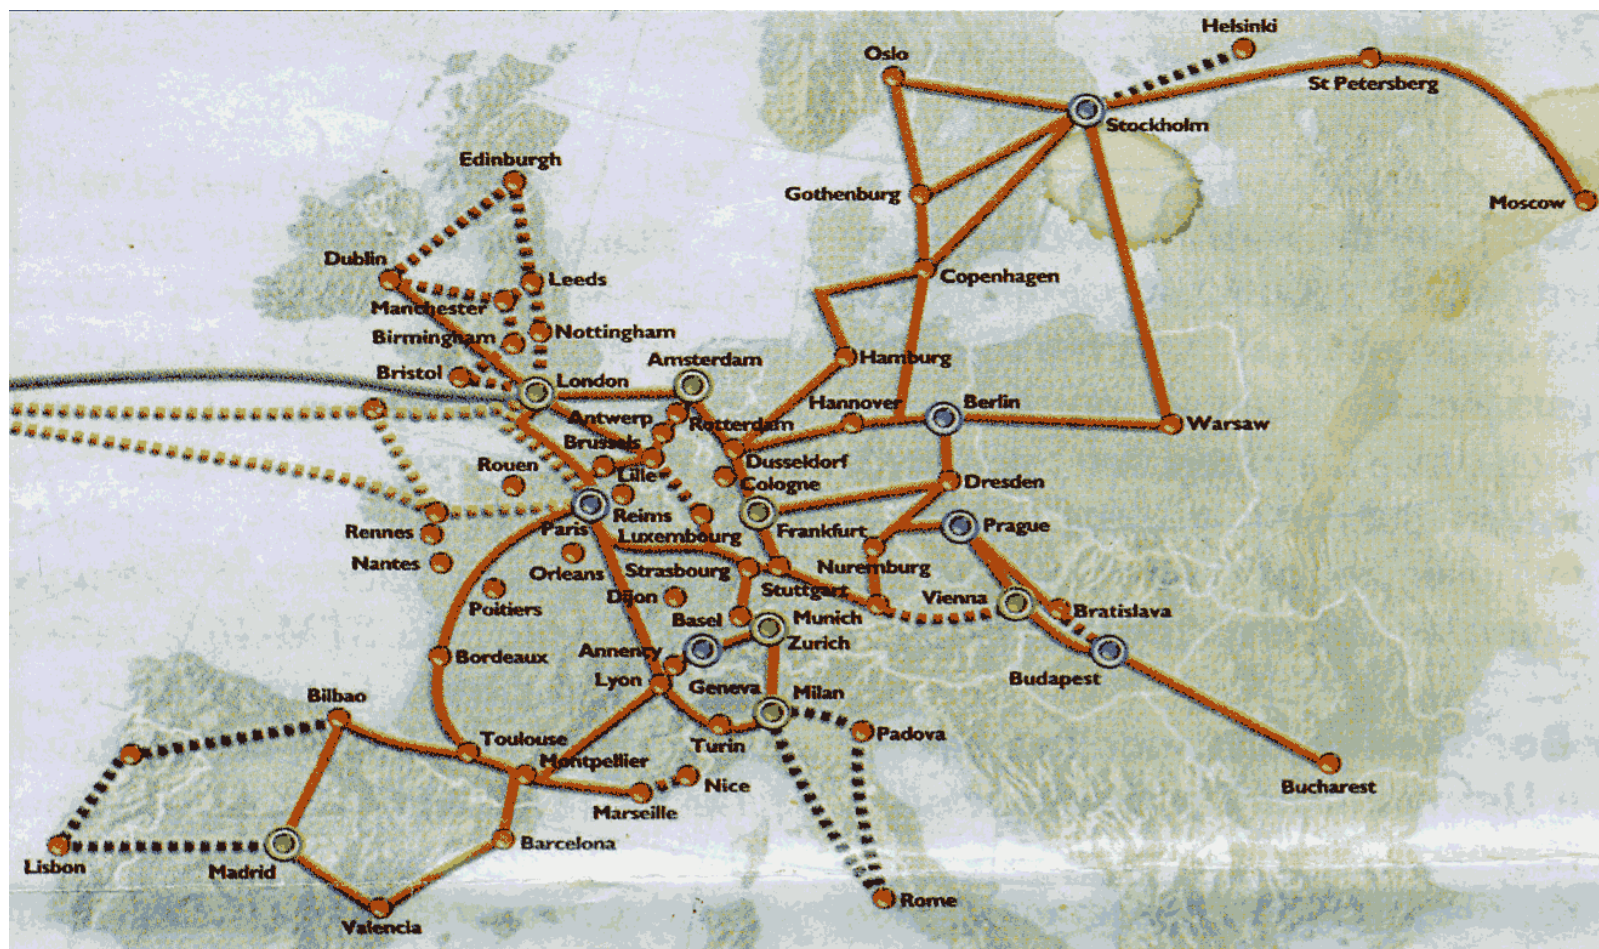 Helsinki
Oslo
St Petersberg
Stockholm
Edinburgh
Gothenburg
Moscow
Dublin
Leeds
Copenhagen
Manchester
Birmingham
Nottingham
Amsterdam
Hamburg
Bristol
London
Hannover
Berlin
Antwerp
Rotterdam
Warsaw
Brussels
Rouen
Lille
Dusseldorf
Cologne
Dresden
Paris
Reims
Rennes
Luxembourg
Frankfurt
Prague
Nantes
Orleans
Strasbourg
Nuremburg
Poitiers
Dijon
Stuttgart
Vienna
Bratislava
Basel
Munich
Zurich
Bordeaux
Annency
Lyon
Geneva
Milan
Budapest
Bilbao
Toulouse
Turin
Padova
Montpellier
Nice
Bucharest
Marseille
Barcelona
Lisbon
Madrid
Rome
Valencia